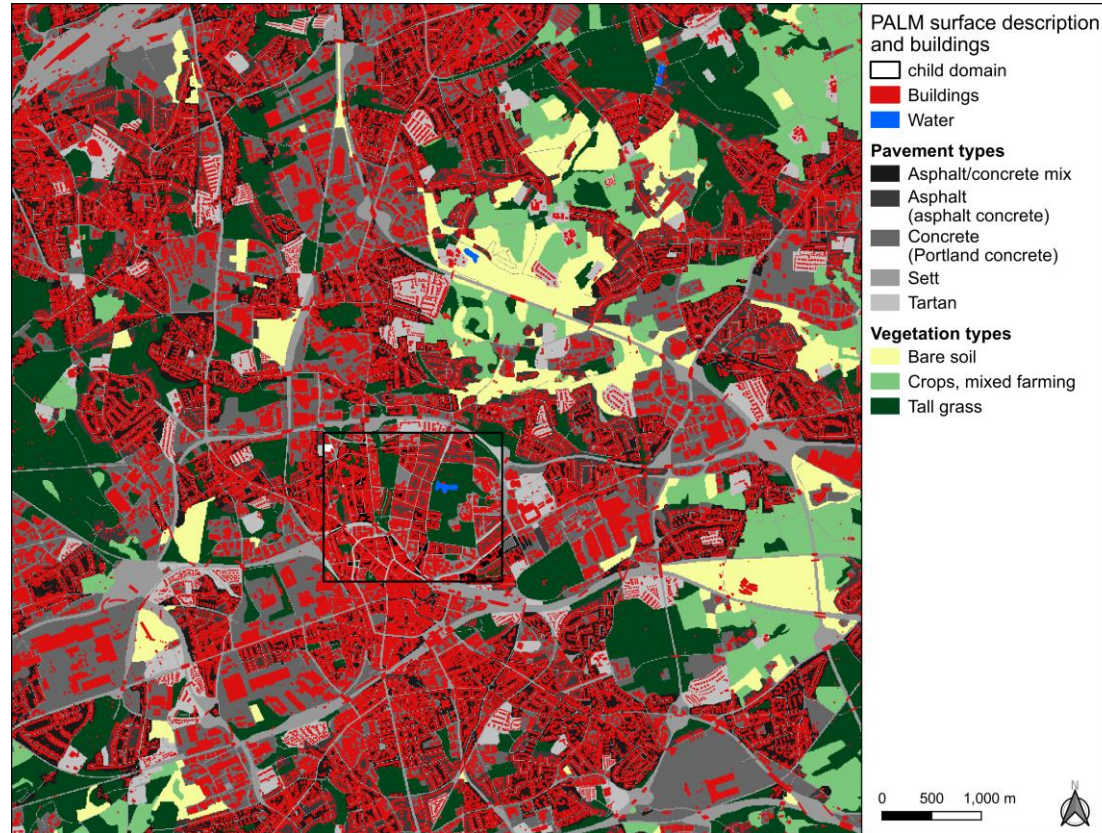 PALM surface description
and buildings
child domain
Buildings
Water
Pavement types
Asphalt/concrete mix
Asphalt
(asphalt concrete)
Concrete
(Portland concrete)
Sett
Tartan
Vegetation types
Bare soil
Crops, mixed farming
Tall grass
0 500 1,000 m
N